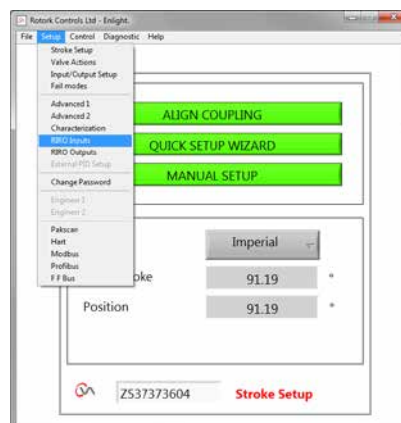 Rotork Controls Ltd - Enlight.
File Setup Control Diagnostic Help
Stroke Setup
Valve Actions
Input/Output Setup
Fail modes
Advanced 1
Advanced 2
Characterization
RIRO Inputs
RIRO Outputs
External PID Setup
Change Password
Engineer 1
Engineer 2
Pakscan
Hart
Modbus
Profibus
F F Bus
ALIGN COUPLING
QUICK SETUP WIZARD
MANUAL SETUP
Imperial
oke 91.19 °
Position 91.19 °
ZS37373604 Stroke Setup